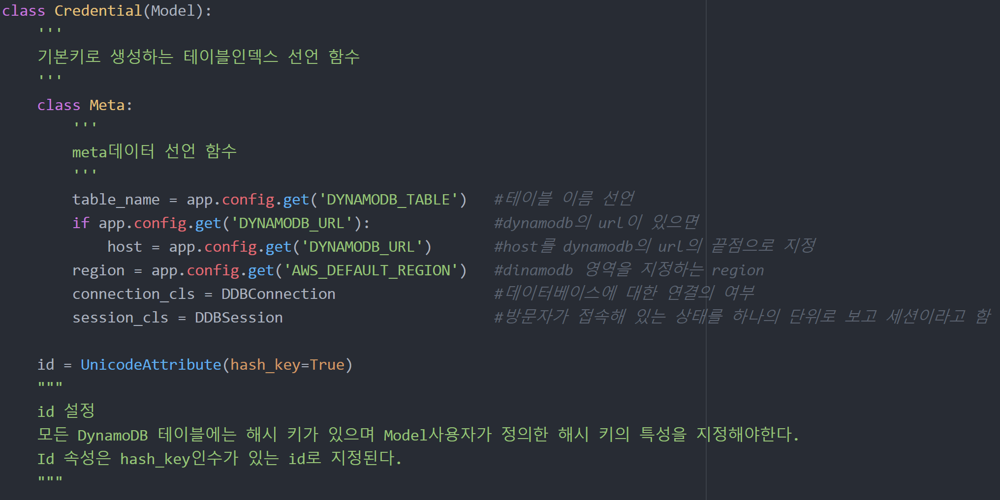 class Credential(Model):
'''
기본키로 생성하는 테이블인덱스 선언 함수
'''
class Meta:
'''
meta데이터 선언 함수
'''
table_name = app.config.get('DYNAMODB_TABLE') #테이블 이름 선언
if app.config.get('DYNAMODB_URL'): #dynamodb의 url이 있으면
host = app.config.get('DYNAMODB_URL') #host를 dynamodb의 url의 끝점으로 지정
region = app.config.get('AWS_DEFAULT_REGION') #dinamodb 영역을 지정하는 region
connection_cls = DDBConnection #데이터베이스에 대한 연결의 여부
session_cls = DDBSession #방문자가 접속해 있는 상태를 하나의 단위로 보고 세션이라고 함
id = UnicodeAttribute(hash_key=True)
"""
id 설정
모든 DynamoDB 테이블에는 해시 키가 있으며 Model사용자가 정의한 해시 키의 특성을 지정해야한다.
Id 속성은 hash_key인수가 있는 id로 지정된다.
"""